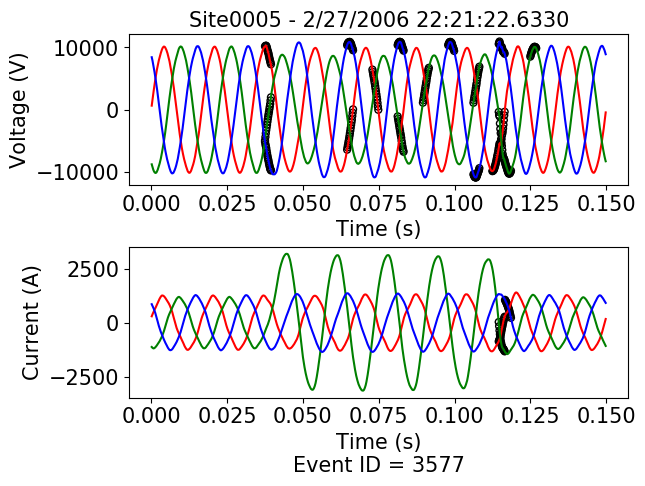 Site0005 - 2/27/2006 22:21:22.6330
Voltage (V)
10000
0
−10000
0.000 0.025 0.050 0.075 0.100 0.125 0.150
Time (s)
Current (A)
2500
0
−2500
0.000 0.025 0.050 0.075 0.100 0.125 0.150
Time (s)
Event ID = 3577